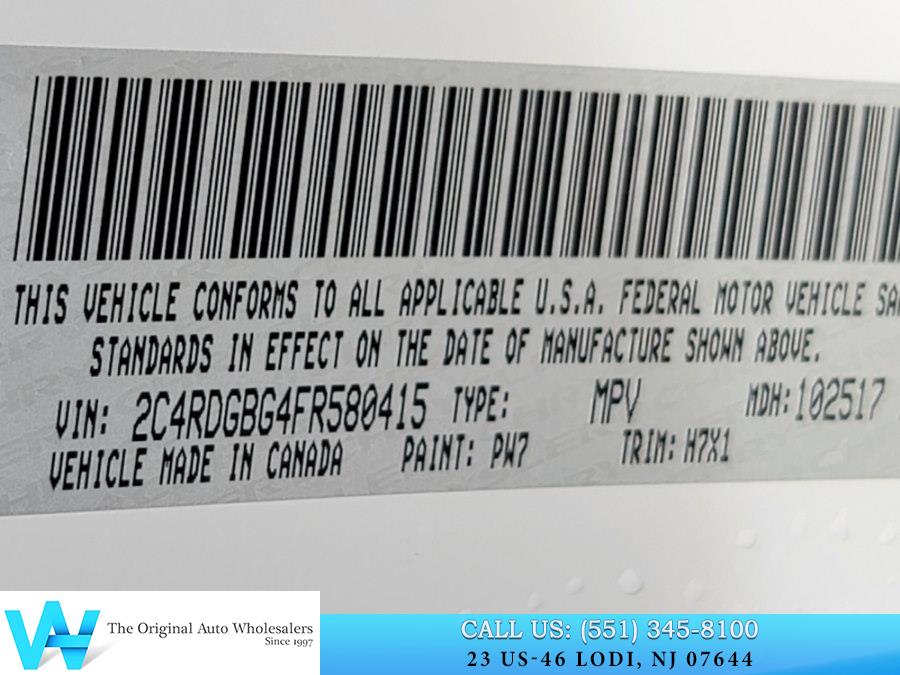 THIS VEHICLE CONFORMS TO ALL APPLICABLE U.S.A. FEDERAL MOTOR VEHICLE SA
STANDARDS IN EFFECT ON THE DATE OF MANUFACTURE SHOWN ABOVE.
VIN: 2C4RDGBG4FR580415 TYPE: MPV MDH: 102517
VEHICLE MADE IN CANADA PAINT: PW7 TRIM: H7X1
The Original Auto Wholesalers
Since 1997
CALL US: (551) 345-8100
23 US-46 LODI, NJ 07644